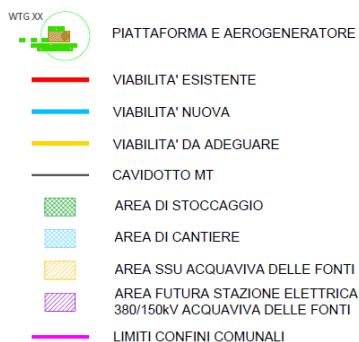 WTG XX
PIATTAFORMA E AEROGENERATORE
VIABILITA' ESISTENTE
VIABILITA' NUOVA
VIABILITA' DA ADEGUARE
CAVIDOTTO MT
AREA DI STOCCAGGIO
AREA DI CANTIERE
AREA SSU ACQUAVIVA DELLE FONTI
AREA FUTURA STAZIONE ELETTRICA
380/150kV ACQUAVIVA DELLE FONTI
LIMITI CONFINI COMUNALI